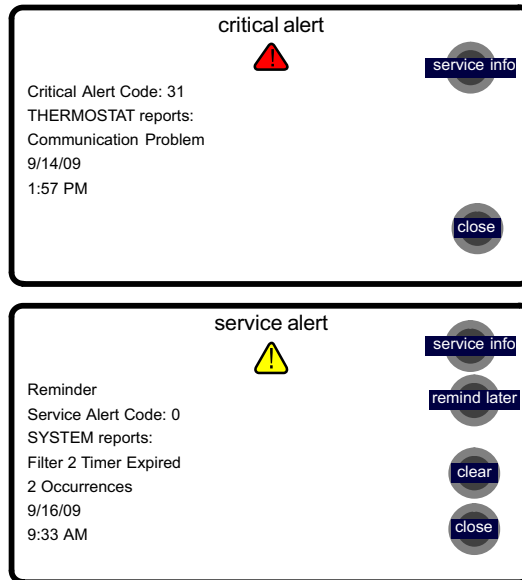 critical alert
service info
Critical Alert Code: 31
THERMOSTAT reports:
Communication Problem
9/14/09
1:57 PM
close
service alert
service info
Reminder
remind later
Service Alert Code: 0
SYSTEM reports:
Filter 2 Timer Expired
clear
2 Occurrences
9/16/09
close
9:33 AM